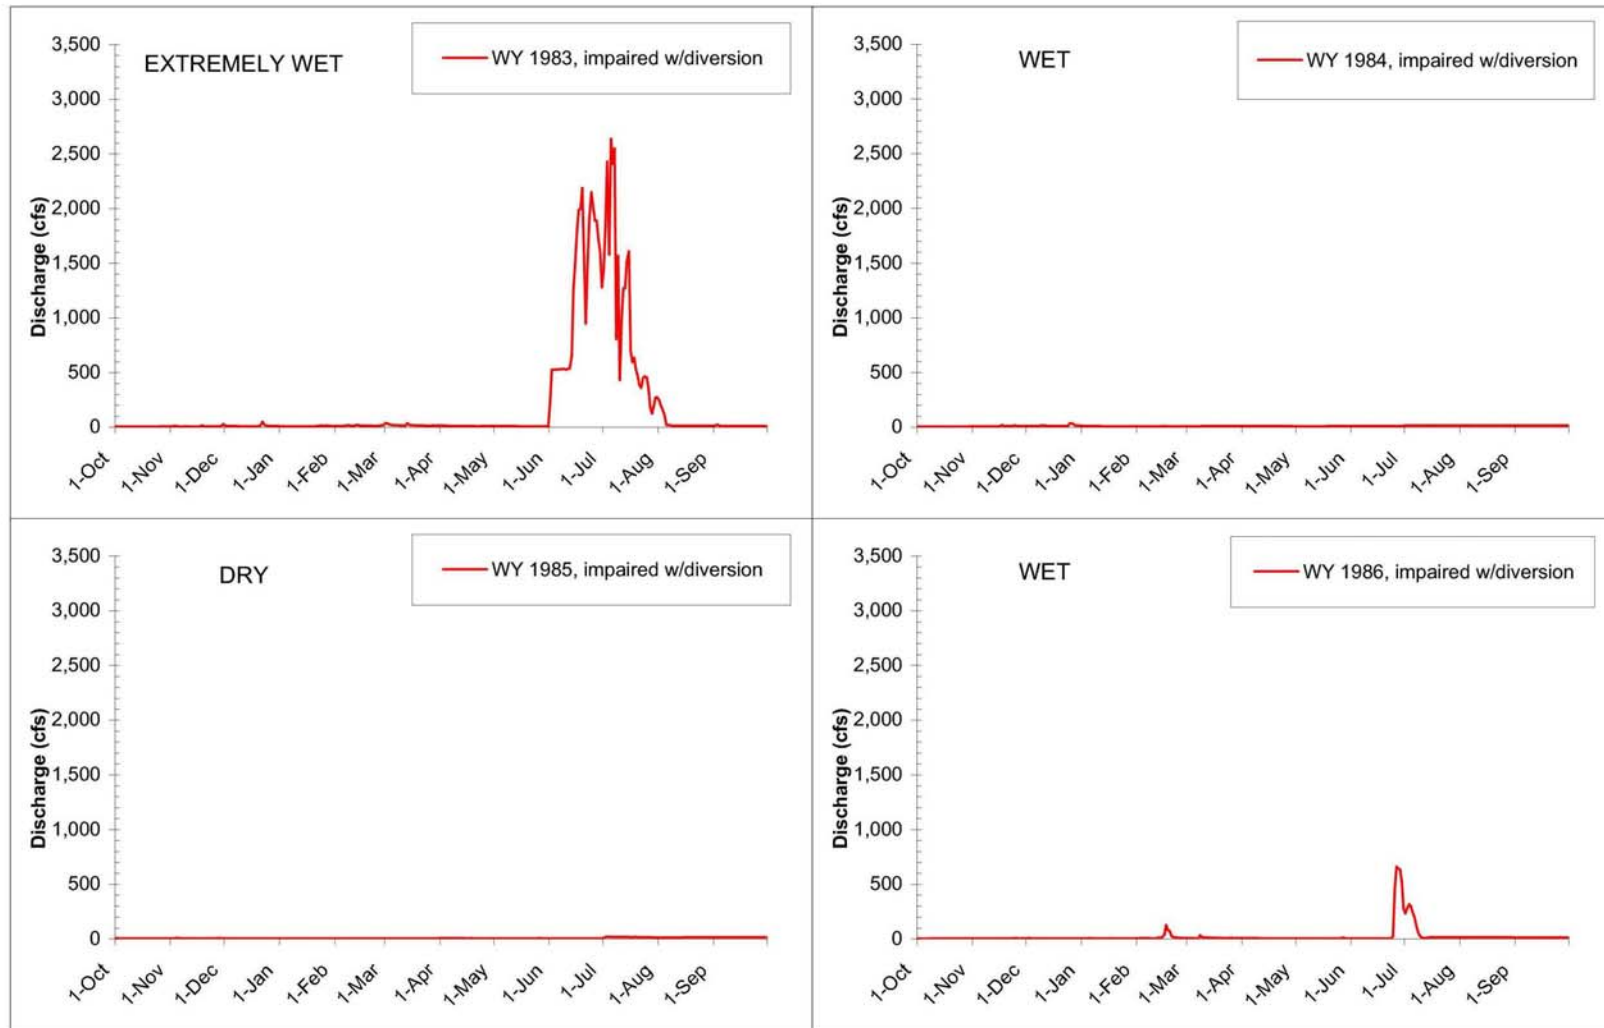 EXTREMELY WET
WY 1983, impaired w/diversion
Discharge (cfs)
3,500
3,000
2,500
2,000
1,500
1,000
500
0
1-Oct
1-Nov
1-Dec
1-Jan
1-Feb
1-Mar
1-Apr
1-May
1-Jun
1-Jul
1-Aug
1-Sep
WET
WY 1984, impaired w/diversion
Discharge (cfs)
3,500
3,000
2,500
2,000
1,500
1,000
500
0
1-Oct
1-Nov
1-Dec
1-Jan
1-Feb
1-Mar
1-Apr
1-May
1-Jun
1-Jul
1-Aug
1-Sep
DRY
WY 1985, impaired w/diversion
Discharge (cfs)
3,500
3,000
2,500
2,000
1,500
1,000
500
0
1-Oct
1-Nov
1-Dec
1-Jan
1-Feb
1-Mar
1-Apr
1-May
1-Jun
1-Jul
1-Aug
1-Sep
WET
WY 1986, impaired w/diversion
Discharge (cfs)
3,500
3,000
2,500
2,000
1,500
1,000
500
0
1-Oct
1-Nov
1-Dec
1-Jan
1-Feb
1-Mar
1-Apr
1-May
1-Jun
1-Jul
1-Aug
1-Sep